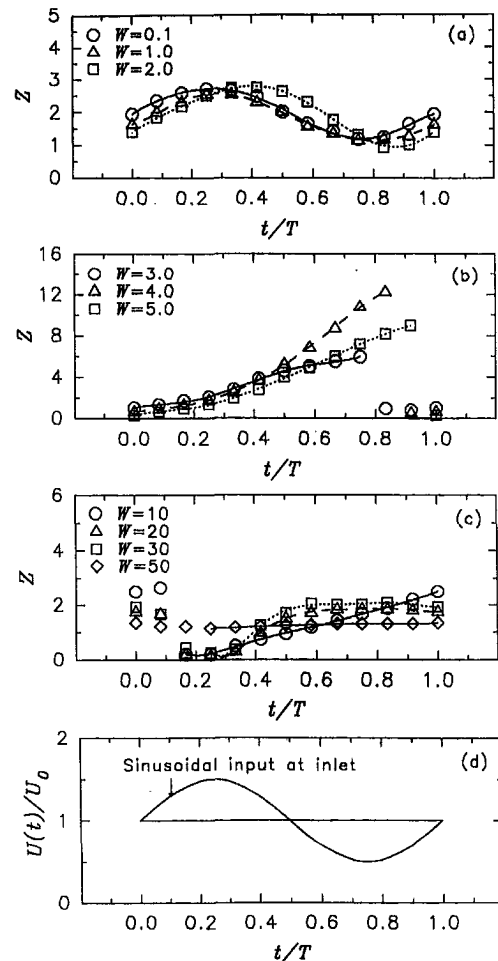 5
4
3
2
1
0
Z
W=0.1
W=1.0
W=2.0
(a)
0.0 0.2 0.4 0.6 0.8 1.0
t/T
16
12
8
4
0
Z
W=3.0
W=4.0
W=5.0
(b)
0.0 0.2 0.4 0.6 0.8 1.0
t/T
6
4
2
0
Z
W=10
W=20
W=30
W=50
(c)
0.0 0.2 0.4 0.6 0.8 1.0
t/T
2
1
0
U(t)/U0
Sinusoidal input at inlet
(d)
0.0 0.2 0.4 0.6 0.8 1.0
t/T